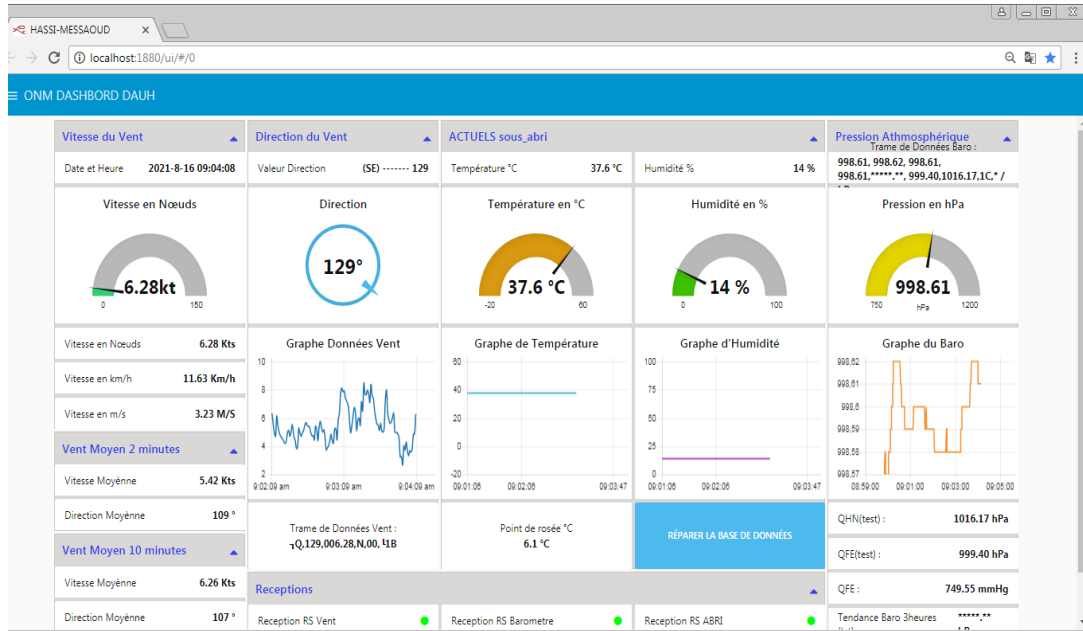 HASSI-MESSAOUD
localhost:1880/ui/#/0
ONM DASHBORD DAUH
Vitesse du Vent
Date et Heure 2021-8-16 09:04:08
Vitesse en Nœuds
6.28kt
0 150
Vitesse en Nœuds 6.28 Kts
Vitesse en km/h 11.63 Km/h
Vitesse en m/s 3.23 M/S
Vent Moyen 2 minutes
Vitesse Moyènne 5.42 Kts
Direction Moyènne 109 °
Vent Moyen 10 minutes
Vitesse Moyènne 6.26 Kts
Direction Moyènne 107 °
Direction du Vent
Valeur Direction (SE) ------- 129
Direction
129°
Graphe Données Vent
10
8
6
4
2
9:02:09 am 9:03:09 am 9:04:09 am
Trame de Données Vent :
┐Q,129,006.28,N,00, └1B
ACTUELS sous_abri
Température °C 37.6 °C
Humidité % 14 %
Température en °C
37.6 °C
-20 60
Humidité en %
14 %
0 100
Graphe de Température
60
40
20
0
-20
09:01:06 09:02:06 09:03:47
Graphe d'Humidité
100
75
50
25
0
09:01:06 09:02:06 09:03:47
Point de rosée °C
6.1 °C
RÉPARER LA BASE DE DONNÉES
Receptions
Reception RS Vent
Reception RS Barometre
Reception RS ABRI
Pression Athmosphérique
Trame de Données Baro :
998.61, 998.62, 998.61,
998.61,*****.**, 999.40,1016.17,1C,* /
Pression en hPa
998.61
750 hPa 1200
Graphe du Baro
998,62
998,61
998,6
998,59
998,58
998,57
08:59:00 09:01:00 09:03:00 09:05:00
QHN(test) : 1016.17 hPa
QFE(test) : 999.40 hPa
QFE : 749.55 mmHg
Tendance Baro 3heures *****.**